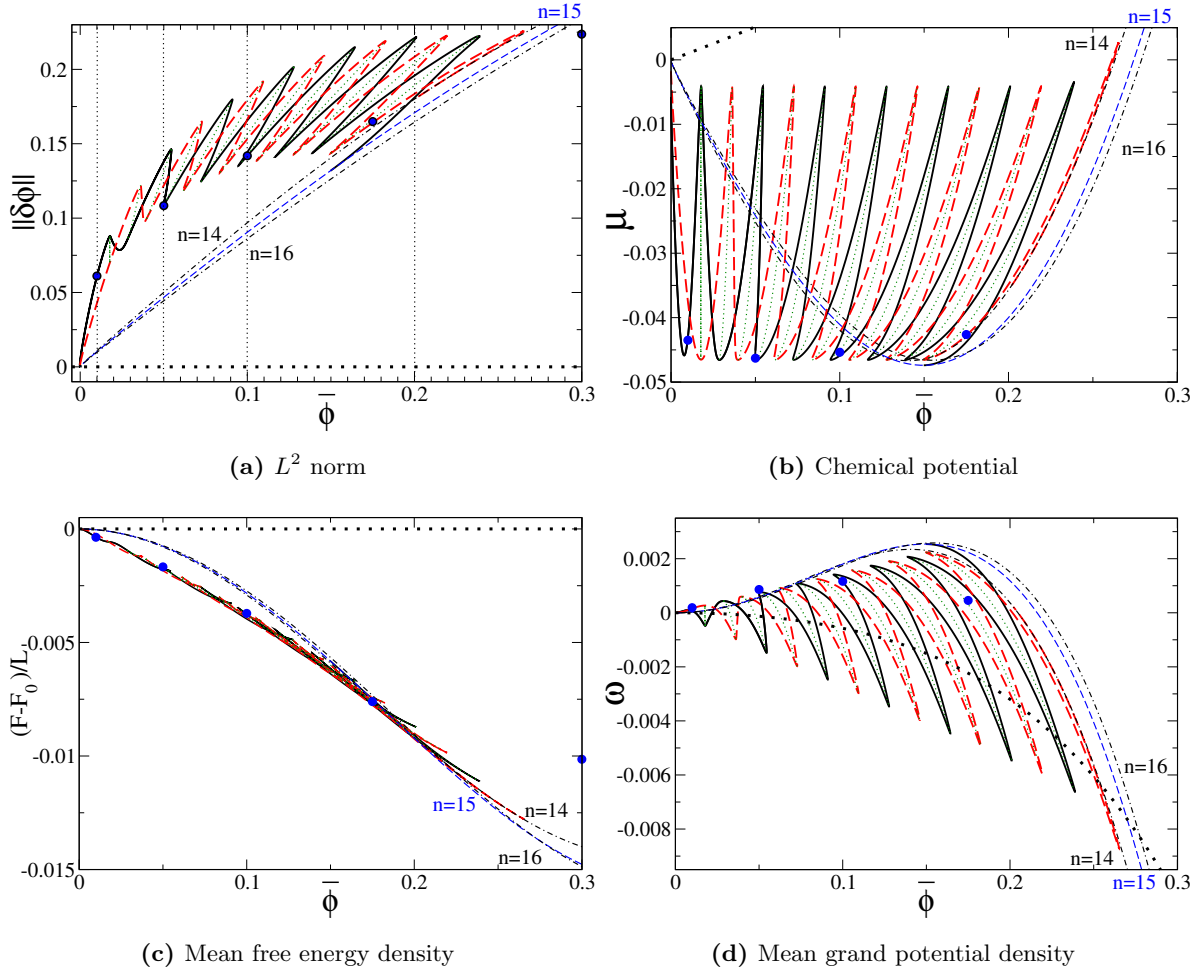 n=15
0.2
0.15
0.1
0.05
0
||δϕ||
n=14
n=16
0
0.1
0.2
0.3
ϕ̅
(a) L² norm
n=15
0
-0.01
-0.02
-0.03
-0.04
-0.05
μ
n=14
n=16
0
0.1
0.2
0.3
ϕ̅
(b) Chemical potential
0
-0.005
-0.01
-0.015
(F-F₀)/L
n=15
n=14
n=16
0
0.1
0.2
0.3
ϕ̅
(c) Mean free energy density
0.002
0
-0.002
-0.004
-0.006
-0.008
ω
n=16
n=14
n=15
0
0.1
0.2
0.3
ϕ̅
(d) Mean grand potential density